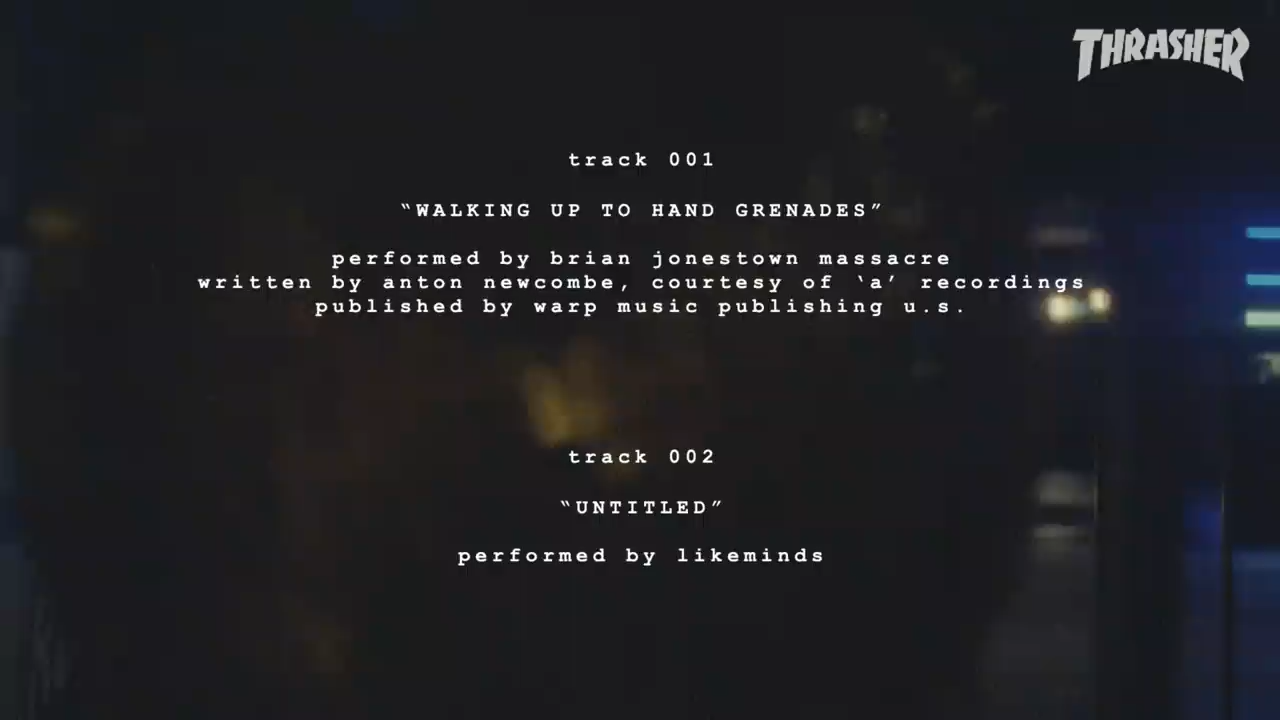 THRASHER
track 001
“WALKING UP TO HAND GRENADES”
performed by brian jonestown massacre
written by anton newcombe, courtesy of ‘a’ recordings
published by warp music publishing u.s.
track 002
“UNTITLED”
performed by likeminds